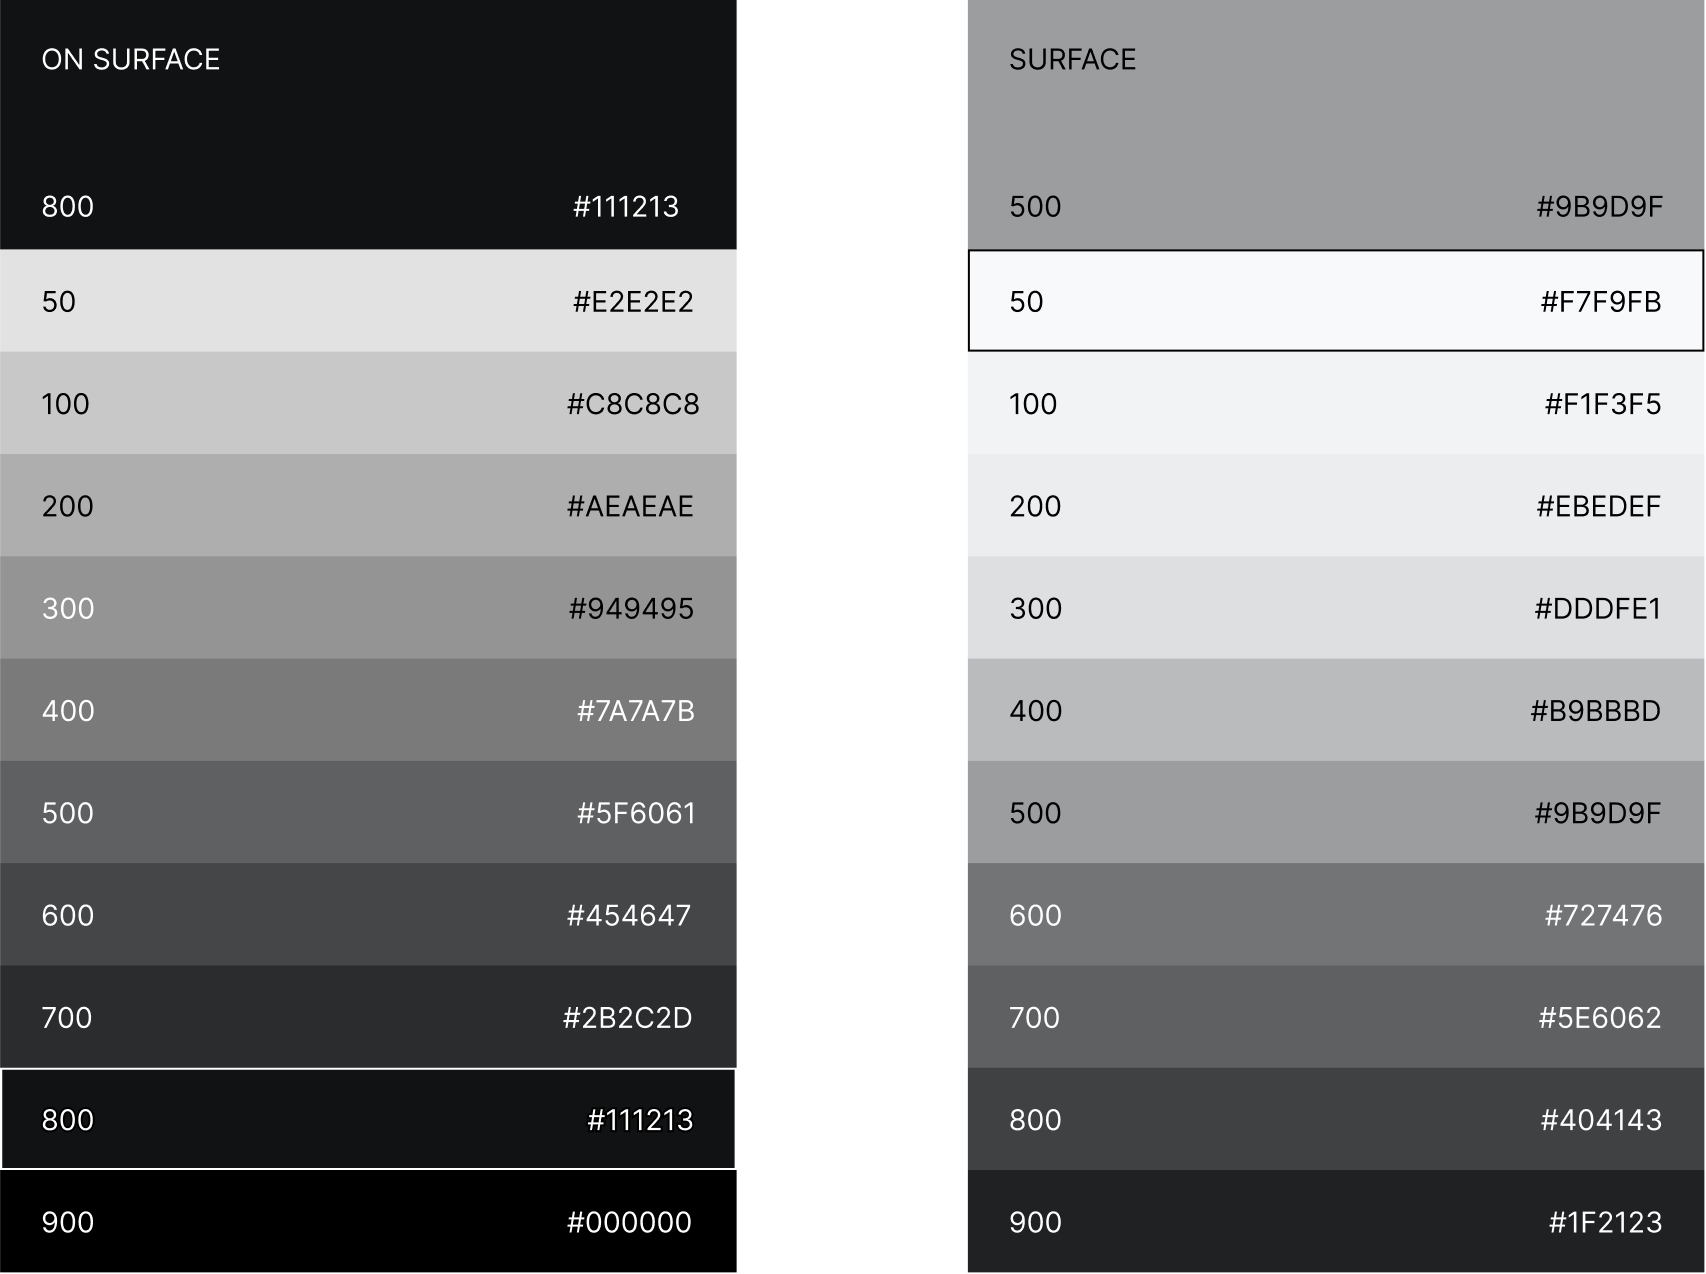 ON SURFACE
800 #111213
50 #E2E2E2
100 #C8C8C8
200 #AEAEAE
300 #949495
400 #7A7A7B
500 #5F6061
600 #454647
700 #2B2C2D
800 #111213
900 #000000
SURFACE
500 #9B9D9F
50 #F7F9FB
100 #F1F3F5
200 #EBEDEF
300 #DDDFE1
400 #B9BBBD
500 #9B9D9F
600 #727476
700 #5E6062
800 #404143
900 #1F2123